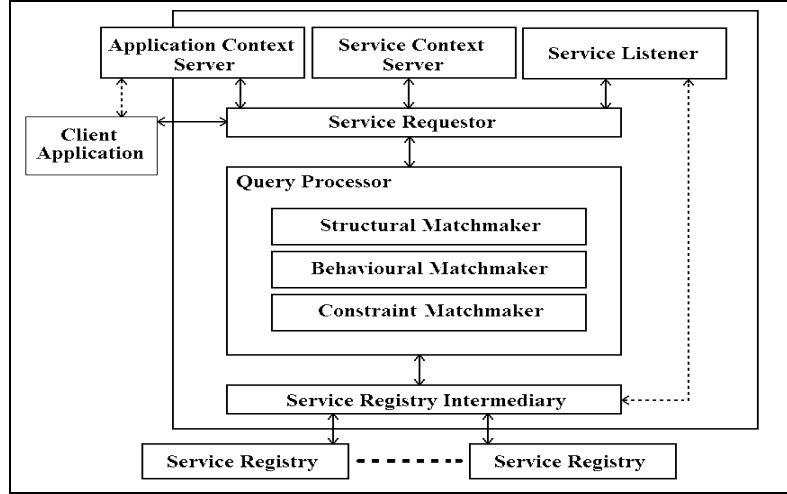 Application Context
Server
Service Context
Server
Service Listener
Client
Application
Service Requestor
Query Processor
Structural Matchmaker
Behavioural Matchmaker
Constraint Matchmaker
Service Registry Intermediary
Service Registry
Service Registry